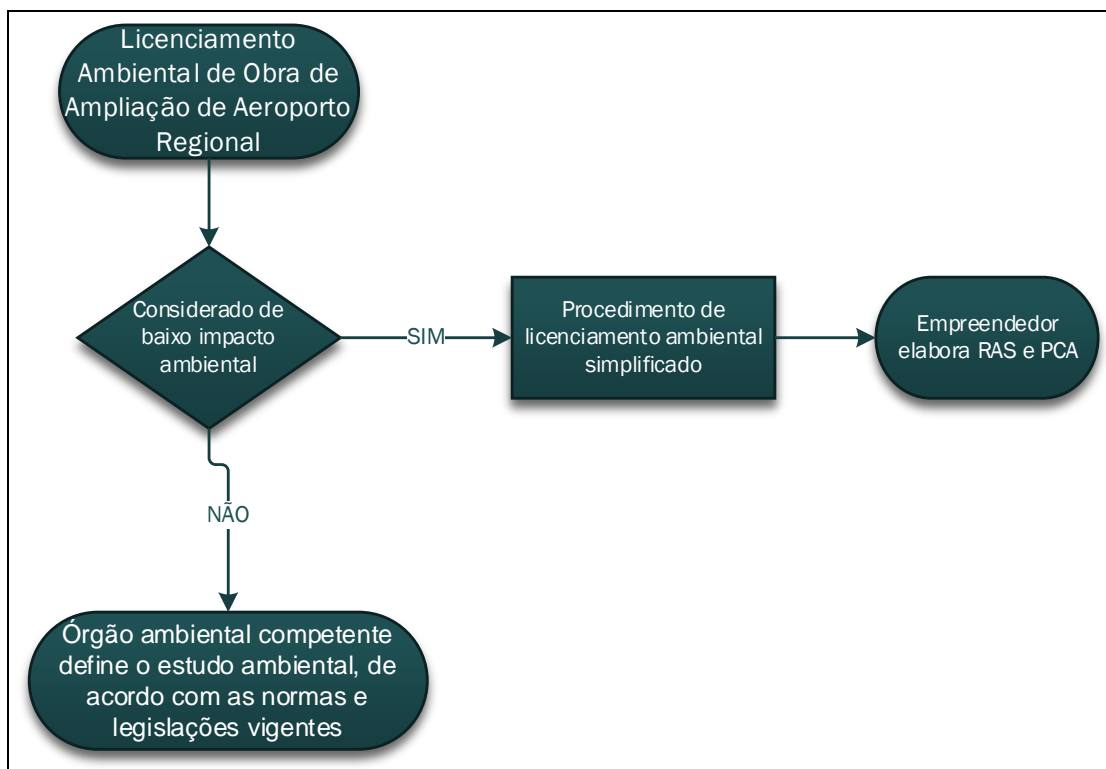 Licenciamento
Ambiental de Obra de
Ampliação de Aeroporto
Regional
Considerado de
baixo impacto
ambiental
SIM
Procedimento de
licenciamento ambiental
simplificado
Empreendedor
elabora RAS e PCA
NÃO
Órgão ambiental competente
define o estudo ambiental, de
acordo com as normas e
legislações vigentes